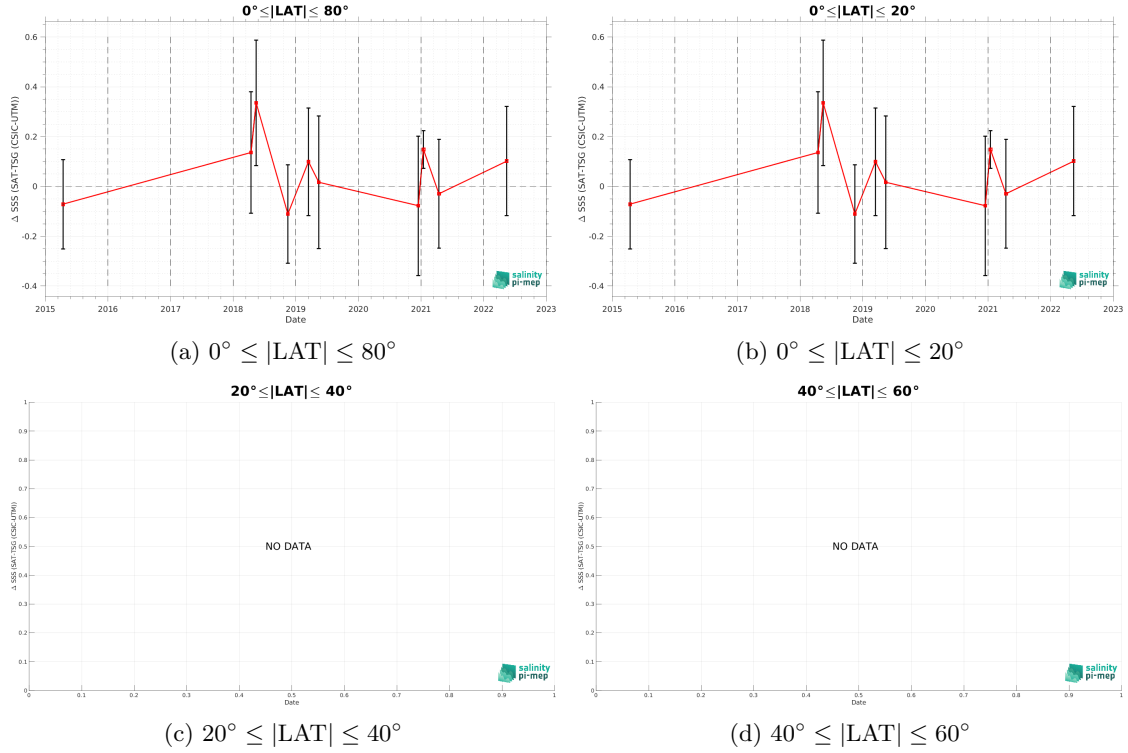 0°≤|LAT|≤ 80°
Δ SSS (SAT-TSG (CSIC-UTM))
0.6
0.4
0.2
0
-0.2
-0.4
2015 2016 2017 2018 2019 2020 2021 2022 2023
Date
salinity
pi-mep
(a) 0° ≤ |LAT| ≤ 80°
0°≤|LAT|≤ 20°
Δ SSS (SAT-TSG (CSIC-UTM))
0.6
0.4
0.2
0
-0.2
-0.4
2015 2016 2017 2018 2019 2020 2021 2022 2023
Date
salinity
pi-mep
(b) 0° ≤ |LAT| ≤ 20°
20°≤|LAT|≤ 40°
Δ SSS (SAT-TSG (CSIC-UTM))
1
0.9
0.8
0.7
0.6
0.5
0.4
0.3
0.2
0.1
0
NO DATA
0 0.1 0.2 0.3 0.4 0.5 0.6 0.7 0.8 0.9 1
Date
salinity
pi-mep
(c) 20° ≤ |LAT| ≤ 40°
40°≤|LAT|≤ 60°
Δ SSS (SAT-TSG (CSIC-UTM))
1
0.9
0.8
0.7
0.6
0.5
0.4
0.3
0.2
0.1
0
NO DATA
0 0.1 0.2 0.3 0.4 0.5 0.6 0.7 0.8 0.9 1
Date
salinity
pi-mep
(d) 40° ≤ |LAT| ≤ 60°